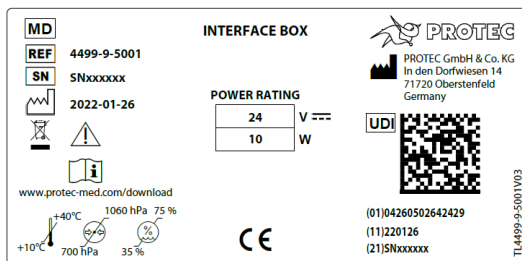 MD
INTERFACE BOX
PROTEC
REF 4499-9-5001
SN SNxxxxxx
2022-01-26
PROTEC GmbH & Co. KG
In den Dorfwiesen 14
71720 Oberstenfeld
Germany
POWER RATING
24 V
10 W
UDI
i
www.protec-med.com/download
+10°C +40°C
700 hPa 1060 hPa
35 % 75 %
%
CE
(01)04260502642429
(11)220126
(21)SNxxxxxx
TL4499-9-5001V03